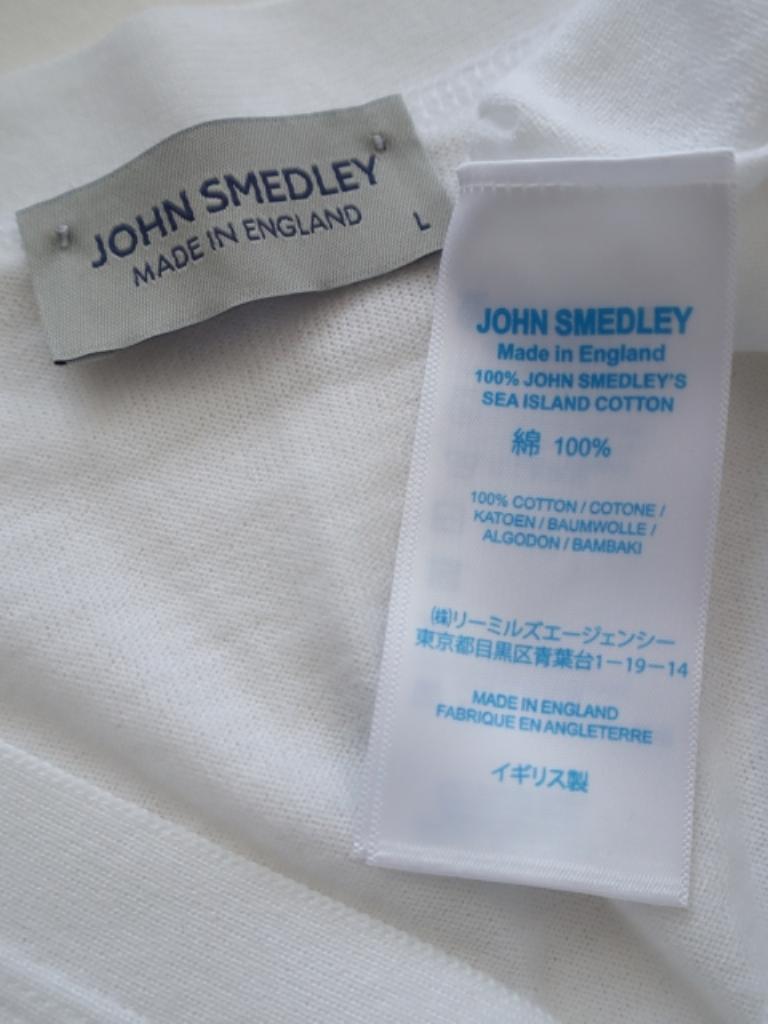 JOHN SMEDLEY
MADE IN ENGLAND
L
JOHN SMEDLEY
Made in England
100% JOHN SMEDLEY'S
SEA ISLAND COTTON
綿 100%
100% COTTON / COTONE /
KATOEN / BAUMWOLLE /
ALGODON / BAMBAKI
㈱リーミルズエージェンシー
東京都目黒区青葉台1－19－14
MADE IN ENGLAND
FABRIQUE EN ANGLETERRE
イギリス製